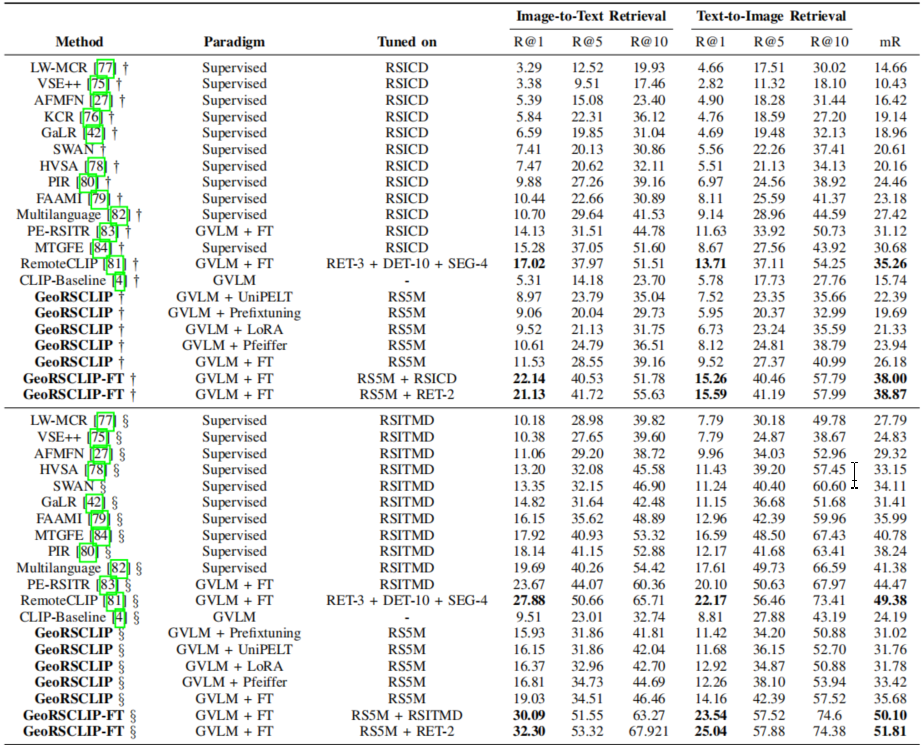 Image-to-Text Retrieval Text-to-Image Retrieval
Method Paradigm Tuned on R@1 R@5 R@10 R@1 R@5 R@10 mR
LW-MCR [77] † Supervised RSICD 3.29 12.52 19.93 4.66 17.51 30.02 14.66
VSE++ [75] † Supervised RSICD 3.38 9.51 17.46 2.82 11.32 18.10 10.43
AFMFN [27] † Supervised RSICD 5.39 15.08 23.40 4.90 18.28 31.44 16.42
KCR [76] † Supervised RSICD 5.84 22.31 36.12 4.76 18.59 27.20 19.14
GaLR [42] † Supervised RSICD 6.59 19.85 31.04 4.69 19.48 32.13 18.96
SWAN † Supervised RSICD 7.41 20.13 30.86 5.56 22.26 37.41 20.61
HVSA [78] † Supervised RSICD 7.47 20.62 32.11 5.51 21.13 34.13 20.16
PIR [80] † Supervised RSICD 9.88 27.26 39.16 6.97 24.56 38.92 24.46
FAAMI [79] † Supervised RSICD 10.44 22.66 30.89 8.11 25.59 41.37 23.18
Multilanguage [82] † Supervised RSICD 10.70 29.64 41.53 9.14 28.96 44.59 27.42
PE-RSITR [83] † GVLM + FT RSICD 14.13 31.51 44.78 11.63 33.92 50.73 31.12
MTGFE [84] † Supervised RSICD 15.28 37.05 51.60 8.67 27.56 43.92 30.68
RemoteCLIP [81] † GVLM + FT RET-3 + DET-10 + SEG-4 17.02 37.97 51.51 13.71 37.11 54.25 35.26
CLIP-Baseline [4] † GVLM - 5.31 14.18 23.70 5.78 17.73 27.76 15.74
GeoRSCLIP † GVLM + UniPELT RS5M 8.97 23.79 35.04 7.52 23.35 35.66 22.39
GeoRSCLIP † GVLM + Prefixtuning RS5M 9.06 20.04 29.73 5.95 20.37 32.99 19.69
GeoRSCLIP † GVLM + LoRA RS5M 9.52 21.13 31.75 6.73 23.24 35.59 21.33
GeoRSCLIP † GVLM + Pfeiffer RS5M 10.61 24.79 36.51 8.12 24.81 38.79 23.94
GeoRSCLIP † GVLM + FT RS5M 11.53 28.55 39.16 9.52 27.37 40.99 26.18
GeoRSCLIP-FT † GVLM + FT RS5M + RSICD 22.14 40.53 51.78 15.26 40.46 57.79 38.00
GeoRSCLIP-FT † GVLM + FT RS5M + RET-2 21.13 41.72 55.63 15.59 41.19 57.99 38.87
LW-MCR [77] § Supervised RSITMD 10.18 28.98 39.82 7.79 30.18 49.78 27.79
VSE++ [75] § Supervised RSITMD 10.38 27.65 39.60 7.79 24.87 38.67 24.83
AFMFN [27] § Supervised RSITMD 11.06 29.20 38.72 9.96 34.03 52.96 29.32
HVSA [78] § Supervised RSITMD 13.20 32.08 45.58 11.43 39.20 57.45 33.15
SWAN § Supervised RSITMD 13.35 32.15 46.90 11.24 40.40 60.60 34.11
GaLR [42] § Supervised RSITMD 14.82 31.64 42.48 11.15 36.68 51.68 31.41
FAAMI [79] § Supervised RSITMD 16.15 35.62 48.89 12.96 42.39 59.96 35.99
MTGFE [84] § Supervised RSITMD 17.92 40.93 53.32 16.59 48.50 67.43 40.78
PIR [80] § Supervised RSITMD 18.14 41.15 52.88 12.17 41.68 63.41 38.24
Multilanguage [82] § Supervised RSITMD 19.69 40.26 54.42 17.61 49.73 66.59 41.38
PE-RSITR [83] § GVLM + FT RSITMD 23.67 44.07 60.36 20.10 50.63 67.97 44.47
RemoteCLIP [81] § GVLM + FT RET-3 + DET-10 + SEG-4 27.88 50.66 65.71 22.17 56.46 73.41 49.38
CLIP-Baseline [4] § GVLM - 9.51 23.01 32.74 8.81 27.88 43.19 24.19
GeoRSCLIP § GVLM + Prefixtuning RS5M 15.93 31.86 41.81 11.42 34.20 50.88 31.02
GeoRSCLIP § GVLM + UniPELT RS5M 16.15 31.86 42.04 11.68 36.15 52.70 31.76
GeoRSCLIP § GVLM + LoRA RS5M 16.37 32.96 42.70 12.92 34.87 50.88 31.78
GeoRSCLIP § GVLM + Pfeiffer RS5M 16.81 34.73 44.69 12.26 38.10 53.94 33.42
GeoRSCLIP § GVLM + FT RS5M 19.03 34.51 46.46 14.16 42.39 57.52 35.68
GeoRSCLIP-FT § GVLM + FT RS5M + RSITMD 30.09 51.55 63.27 23.54 57.52 74.6 50.10
GeoRSCLIP-FT § GVLM + FT RS5M + RET-2 32.30 53.32 67.921 25.04 57.88 74.38 51.81